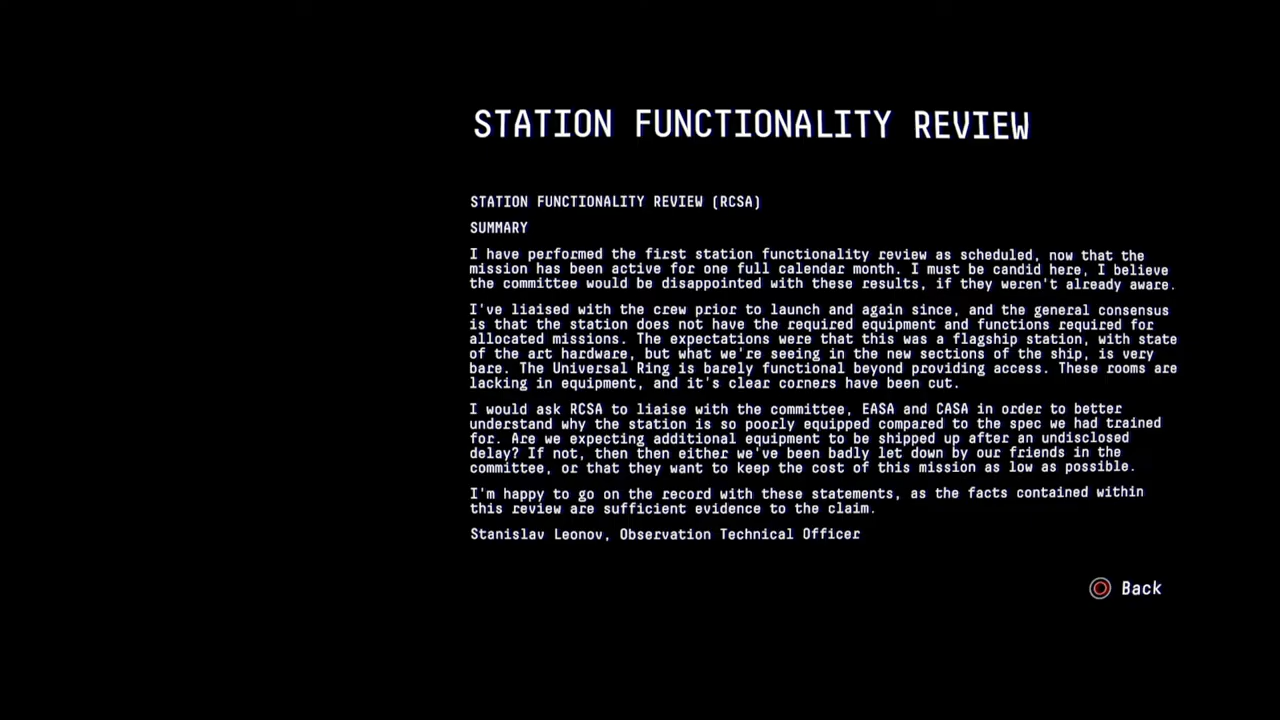 STATION FUNCTIONALITY REVIEW
STATION FUNCTIONALITY REVIEW (RCSA)
SUMMARY
I have performed the first station functionality review as scheduled, now that the
mission has been active for one full calendar month. I must be candid here, I believe
the committee would be disappointed with these results, if they weren't already aware.
I've liaised with the crew prior to launch and again since, and the general consensus
is that the station does not have the required equipment and functions required for
allocated missions. The expectations were that this was a flagship station, with state
of the art hardware, but what we're seeing in the new sections of the ship, is very
bare. The Universal Ring is barely functional beyond providing access. These rooms are
lacking in equipment, and it's clear corners have been cut.
I would ask RCSA to liaise with the committee, EASA and CASA in order to better
understand why the station is so poorly equipped compared to the spec we had trained
for. Are we expecting additional equipment to be shipped up after an undisclosed
delay? If not, then then either we've been badly let down by our friends in the
committee, or that they want to keep the cost of this mission as low as possible.
I'm happy to go on the record with these statements, as the facts contained within
this review are sufficient evidence to the claim.
Stanislav Leonov, Observation Technical Officer
Back